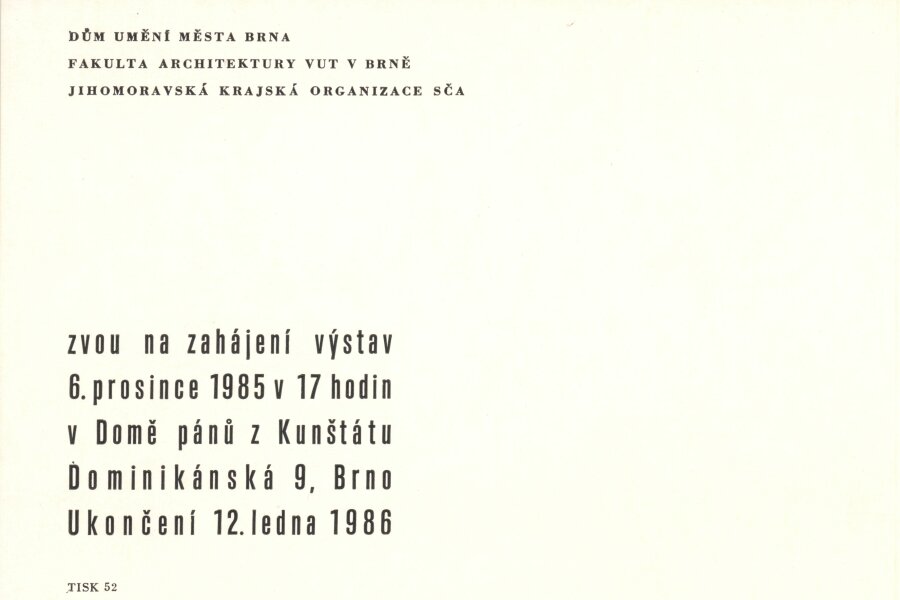 DŮM UMĚNÍ MĚSTA BRNA
FAKULTA ARCHITEKTURY VUT V BRNĚ
JIHOMORAVSKÁ KRAJSKÁ ORGANIZACE SČA
zvou na zahájení výstav
6. prosince 1985 v 17 hodin
v Domě pánů z Kunštátu
Dominikánská 9, Brno
Ukončení 12. ledna 1986
TISK 52